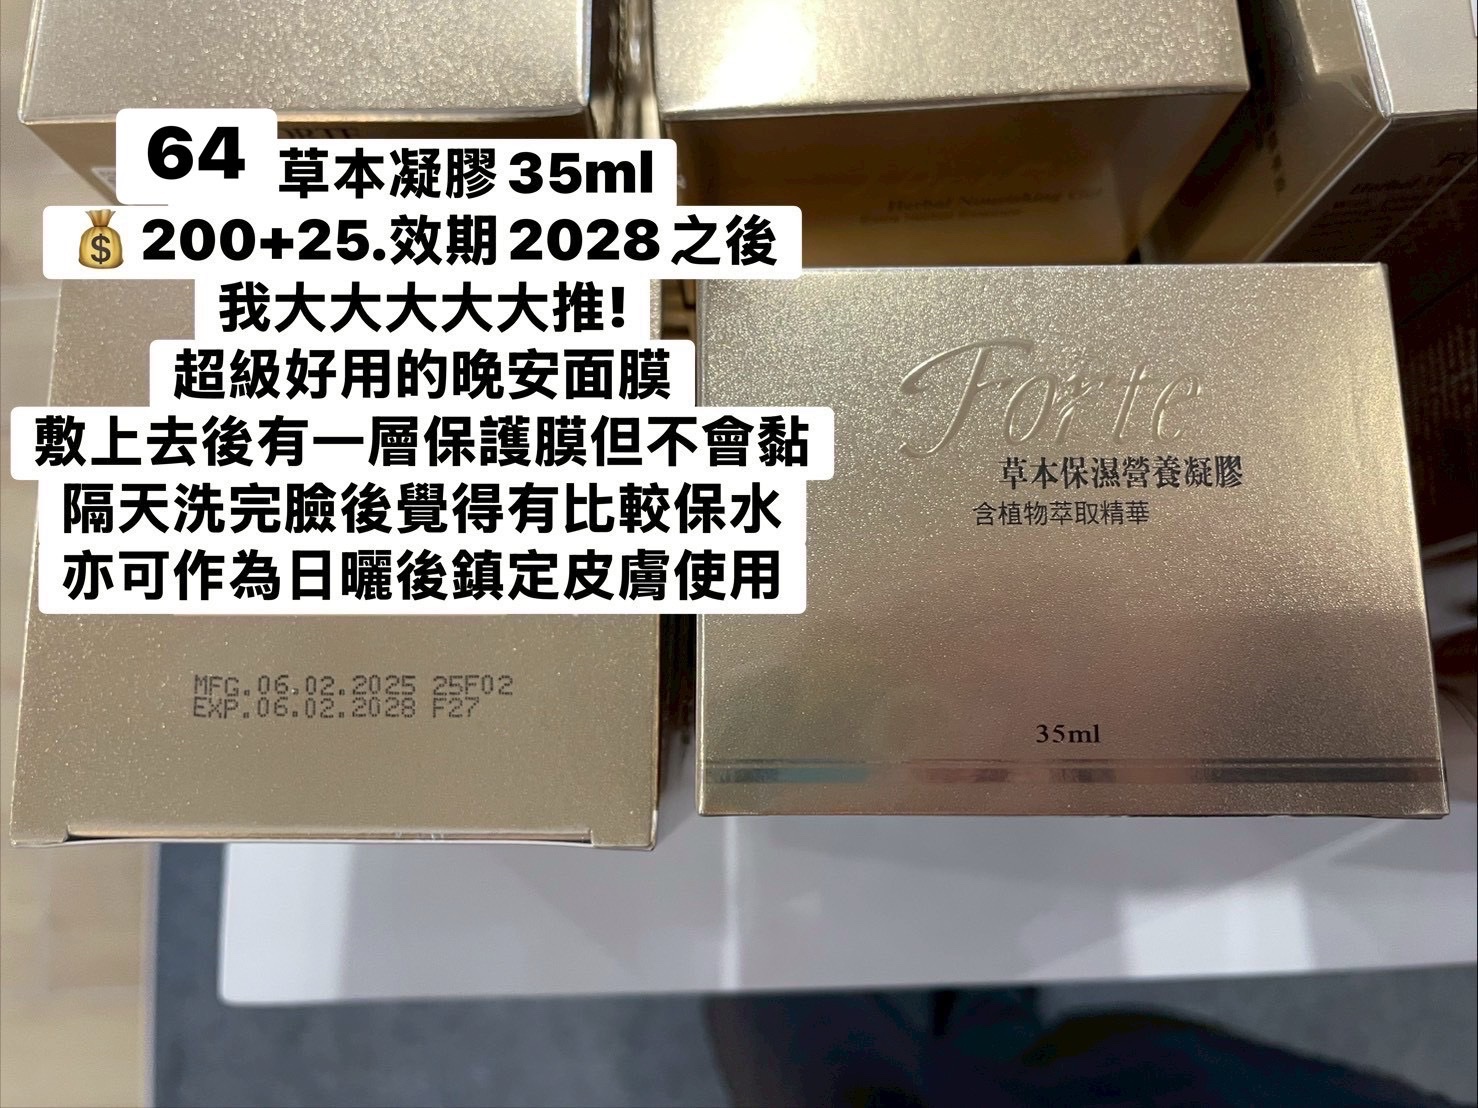 64
草本凝膠 35ml
💰200+25.效期 2028 之後
我大大大大大推!
超級好用的晚安面膜
敷上去後有一層保護膜但不會黏
隔天洗完臉後覺得有比較保水
亦可作為日曬後鎮定皮膚使用
Herbal Nourishing Gel
Forte
草本保濕營養凝膠
含植物萃取精華
35ml
MFG.06.02.2025 25F02
EXP.06.02.2028 F27